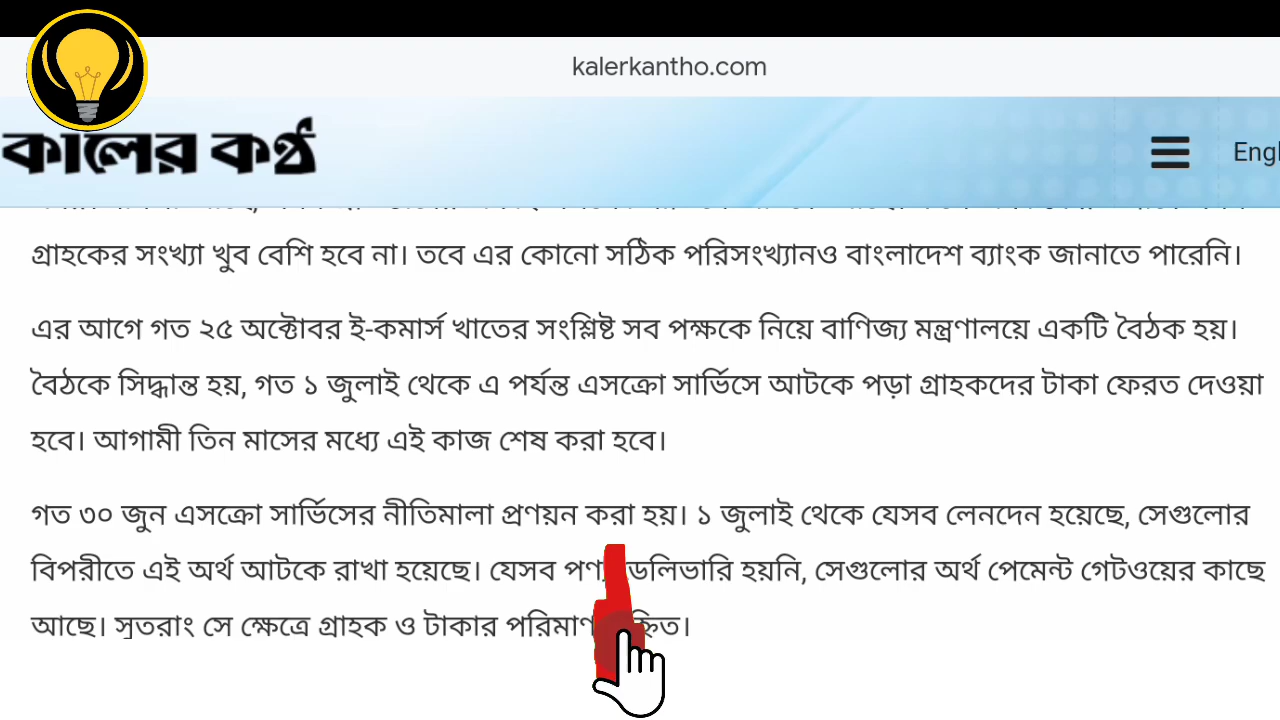 kalerkantho.com
কালের কণ্ঠ
Engl
গ্রাহকের সংখ্যা খুব বেশি হবে না। তবে এর কোনো সঠিক পরিসংখ্যানও বাংলাদেশ ব্যাংক জানাতে পারেনি।
এর আগে গত ২৫ অক্টোবর ই-কমার্স খাতের সংশ্লিষ্ট সব পক্ষকে নিয়ে বাণিজ্য মন্ত্রণালয়ে একটি বৈঠক হয়।
বৈঠকে সিদ্ধান্ত হয়, গত ১ জুলাই থেকে এ পর্যন্ত এসক্রো সার্ভিসে আটকে পড়া গ্রাহকদের টাকা ফেরত দেওয়া
হবে। আগামী তিন মাসের মধ্যে এই কাজ শেষ করা হবে।
গত ৩০ জুন এসক্রো সার্ভিসের নীতিমালা প্রণয়ন করা হয়। ১ জুলাই থেকে যেসব লেনদেন হয়েছে, সেগুলোর
বিপরীতে এই অর্থ আটকে রাখা হয়েছে। যেসব হয়নি, সেগুলোর অর্থ পেমেন্ট গেটওয়ের কাছে
আছে। সুতরাং সে ক্ষেত্রে গ্রাহক ও টাকার পরিমাণ